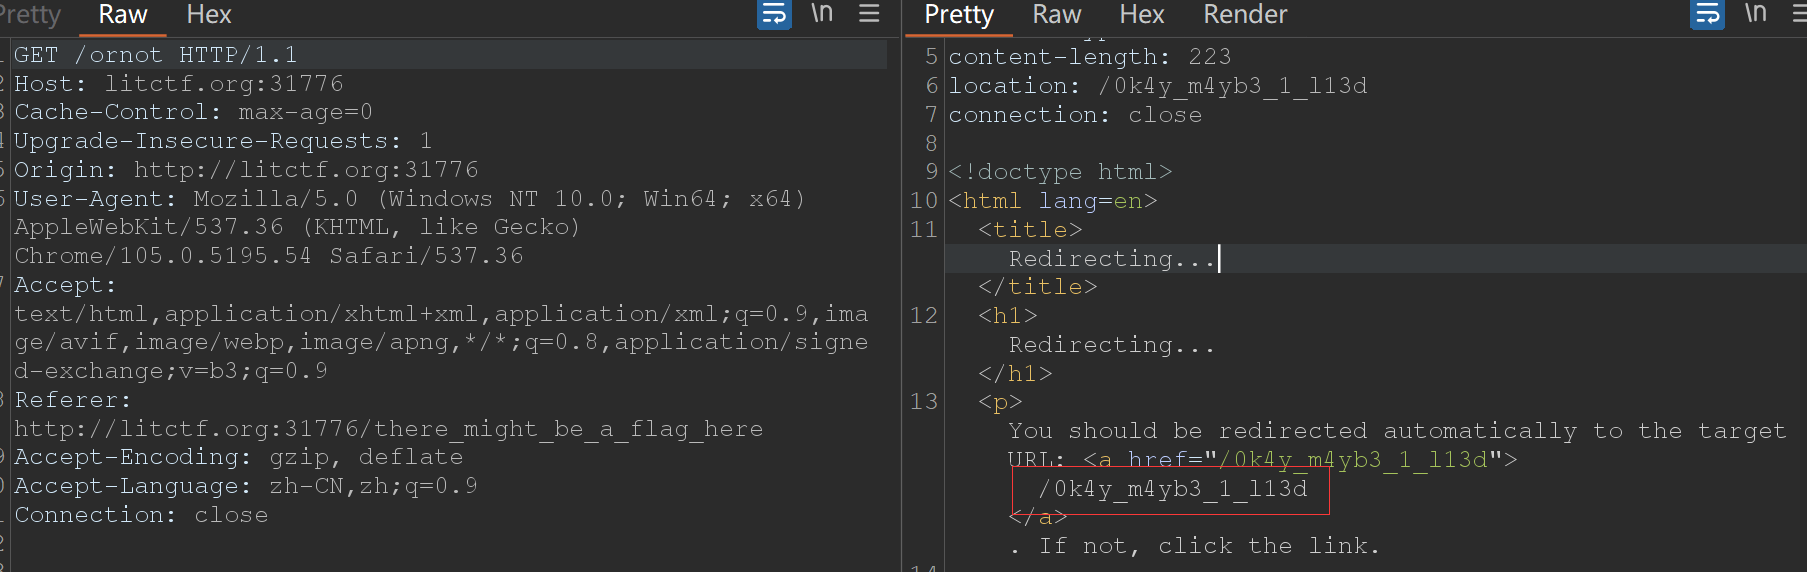 Pretty Raw Hex \n
GET /ornot HTTP/1.1
Host: litctf.org:31776
Cache-Control: max-age=0
Upgrade-Insecure-Requests: 1
Origin: http://litctf.org:31776
User-Agent: Mozilla/5.0 (Windows NT 10.0; Win64; x64)
AppleWebKit/537.36 (KHTML, like Gecko)
Chrome/105.0.5195.54 Safari/537.36
Accept:
text/html,application/xhtml+xml,application/xml;q=0.9,ima
ge/avif,image/webp,image/apng,*/*;q=0.8,application/signe
d-exchange;v=b3;q=0.9
Referer:
http://litctf.org:31776/there_might_be_a_flag_here
Accept-Encoding: gzip, deflate
Accept-Language: zh-CN,zh;q=0.9
Connection: close
Pretty Raw Hex Render \n
5 content-length: 223
6 location: /0k4y_m4yb3_1_l13d
7 connection: close
8
9 <!doctype html>
10 <html lang=en>
11 <title>
Redirecting...
</title>
12 <h1>
Redirecting...
</h1>
13 <p>
You should be redirected automatically to the target
URL: <a href="/0k4y_m4yb3_1_l13d">
/0k4y_m4yb3_1_l13d
</a>
. If not, click the link.